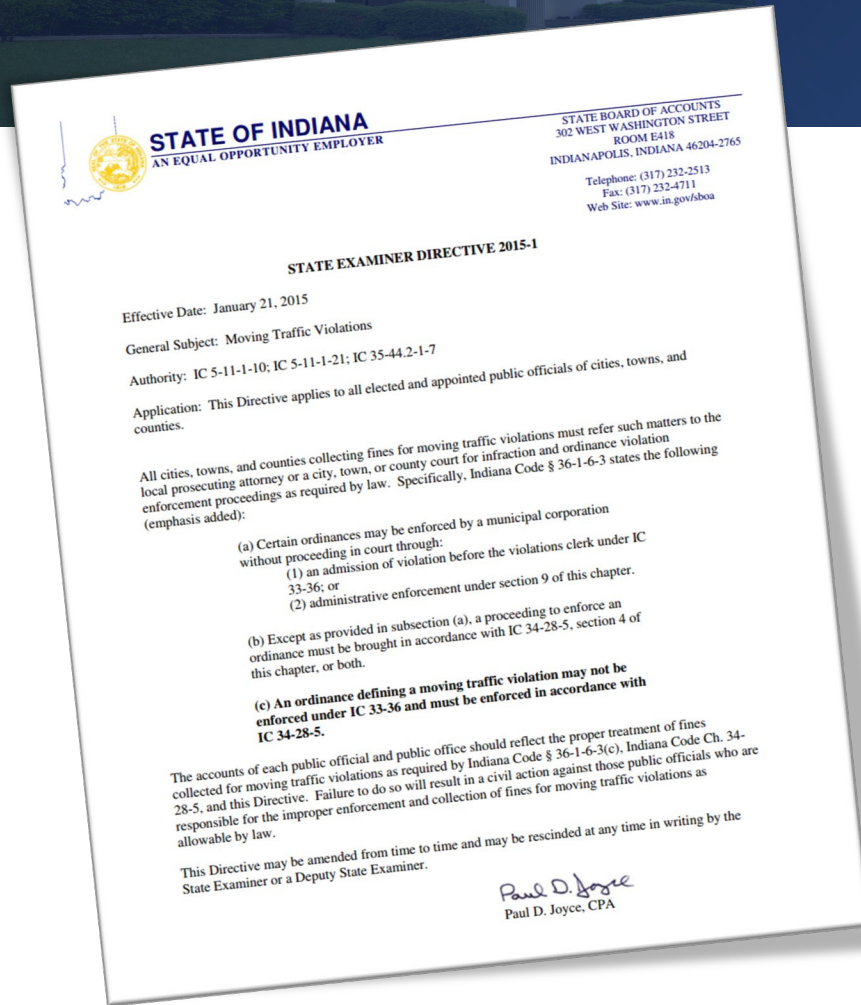 STATE OF INDIANA
AN EQUAL OPPORTUNITY EMPLOYER
STATE BOARD OF ACCOUNTS
302 WEST WASHINGTON STREET
ROOM E418
INDIANAPOLIS, INDIANA 46204-2765
Telephone: (317) 232-2513
Fax: (317) 232-4711
Web Site: www.in.gov/sboa
STATE EXAMINER DIRECTIVE 2015-1
Effective Date: January 21, 2015
General Subject: Moving Traffic Violations
Authority: IC 5-11-1-10; IC 5-11-1-21; IC 35-44.2-1-7
Application: This Directive applies to all elected and appointed public officials of cities, towns, and
counties.
All cities, towns, and counties collecting fines for moving traffic violations must refer such matters to the
local prosecuting attorney or a city, town, or county court for infraction and ordinance violation
enforcement proceedings as required by law. Specifically, Indiana Code § 36-1-6-3 states the following
(emphasis added):
(a) Certain ordinances may be enforced by a municipal corporation
without proceeding in court through:
(1) an admission of violation before the violations clerk under IC
33-36; or
(2) administrative enforcement under section 9 of this chapter.
(b) Except as provided in subsection (a), a proceeding to enforce an
ordinance must be brought in accordance with IC 34-28-5, section 4 of
this chapter, or both.
(c) An ordinance defining a moving traffic violation may not be
enforced under IC 33-36 and must be enforced in accordance with
IC 34-28-5.
The accounts of each public official and public office should reflect the proper treatment of fines
collected for moving traffic violations as required by Indiana Code § 36-1-6-3(c), Indiana Code Ch. 34-
28-5, and this Directive. Failure to do so will result in a civil action against those public officials who are
responsible for the improper enforcement and collection of fines for moving traffic violations as
allowable by law.
This Directive may be amended from time to time and may be rescinded at any time in writing by the
State Examiner or a Deputy State Examiner.
Paul D. Joyce
Paul D. Joyce, CPA